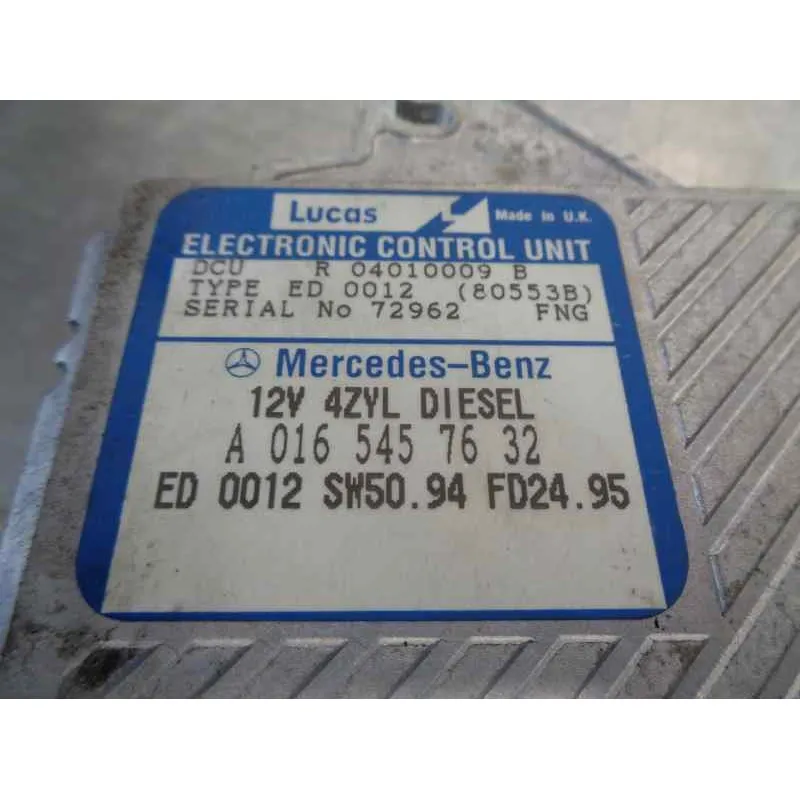 Lucas Made in U.K.
ELECTRONIC CONTROL UNIT
DCU R 04010009 B
TYPE ED 0012 (80553B)
SERIAL No 72962 FNG
Mercedes-Benz
12V 4ZYL DIESEL
A 016 545 76 32
ED 0012 SW50.94 FD24.95